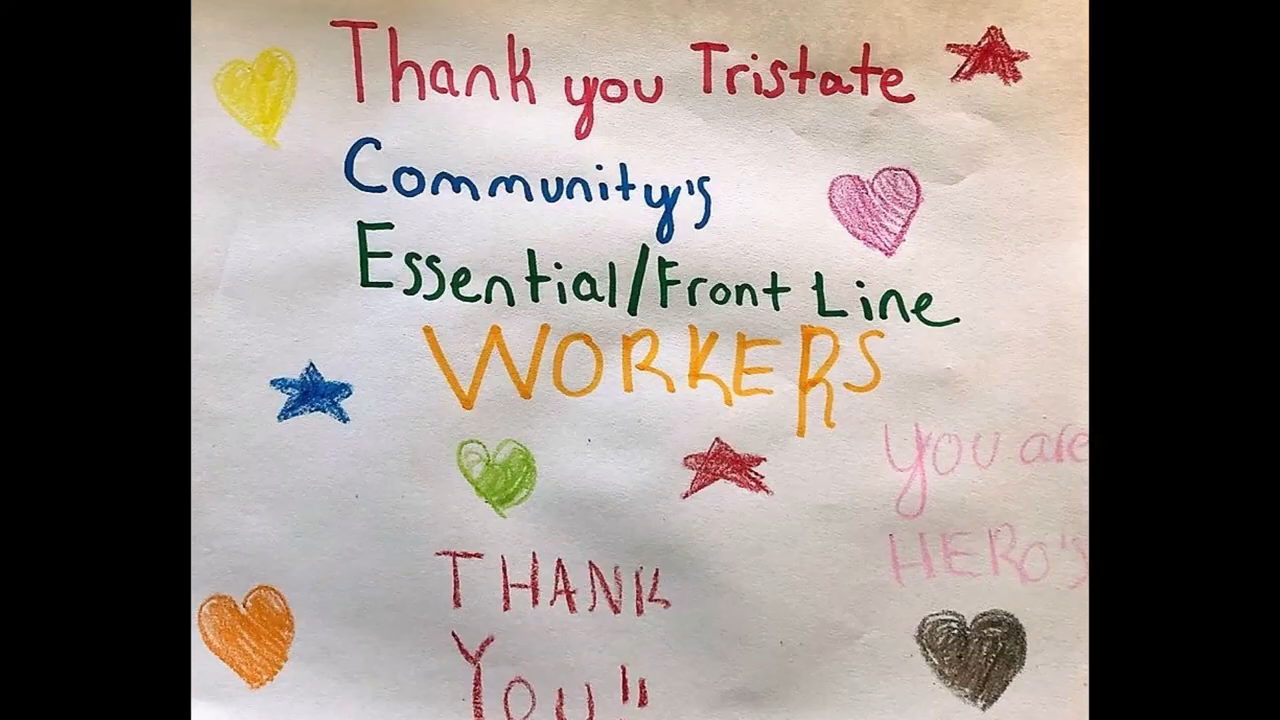 Thank you Tristate
Community's
Essential/Front Line
WORKERS
You are
HERO's
THANK
You!!